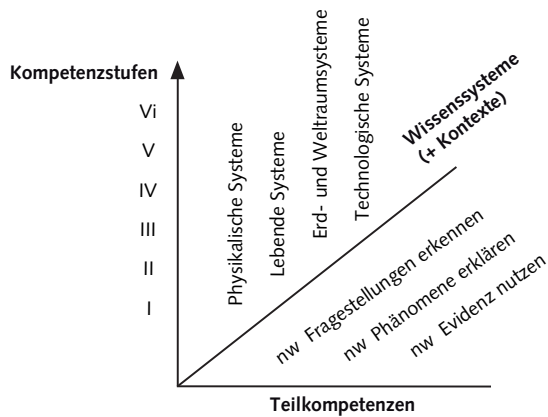 Kompetenzstufen
Vi
V
IV
III
II
I
Physikalische Systeme
Lebende Systeme
Erd- und Weltraumsysteme
Technologische Systeme
Wissenssysteme
(+ Kontexte)
nw Fragestellungen erkennen
nw Phänomene erklären
nw Evidenz nutzen
Teilkompetenzen